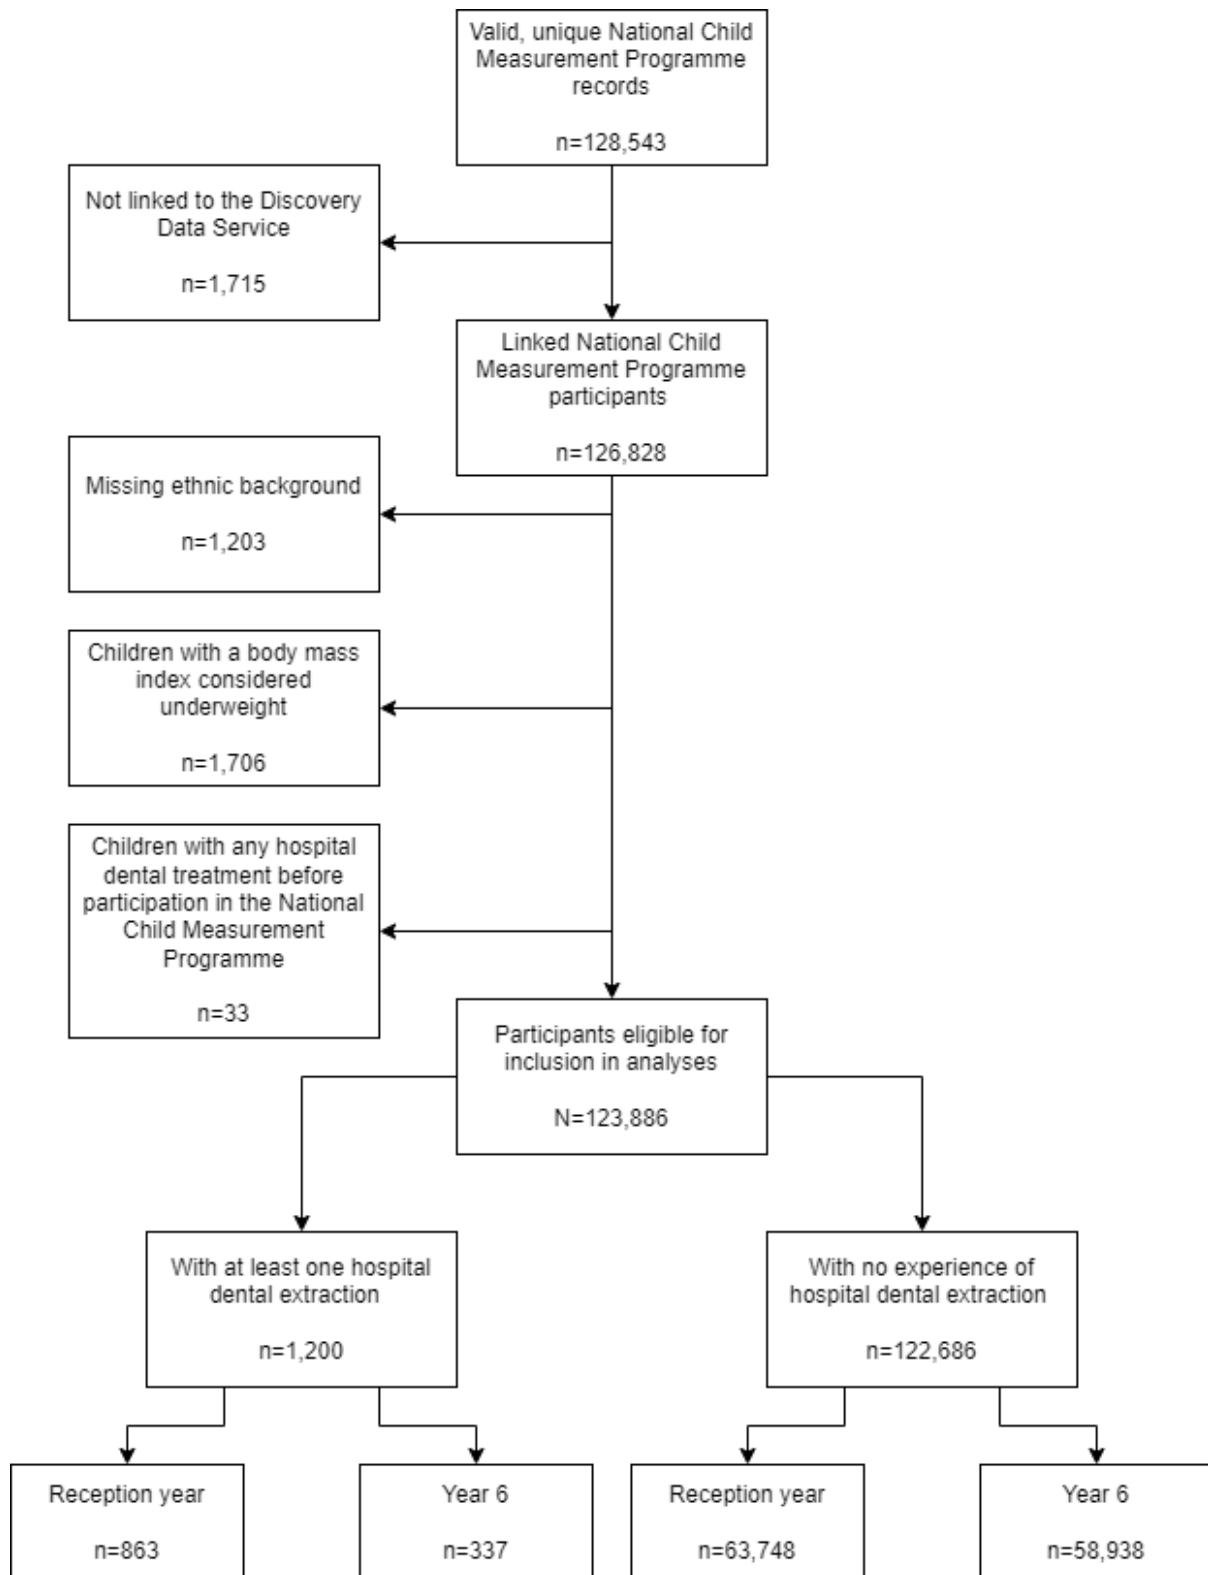 Valid, unique National Child
Measurement Programme
records
n=128,543
Not linked to the Discovery
Data Service
n=1,715
Linked National Child
Measurement Programme
participants
n=126,828
Missing ethnic background
n=1,203
Children with a body mass
index considered
underweight
n=1,706
Children with any hospital
dental treatment before
participation in the National
Child Measurement
Programme
n=33
Participants eligible for
inclusion in analyses
N=123,886
With at least one hospital
dental extraction
n=1,200
With no experience of
hospital dental extraction
n=122,686
Reception year
n=863
Year 6
n=337
Reception year
n=63,748
Year 6
n=58,938